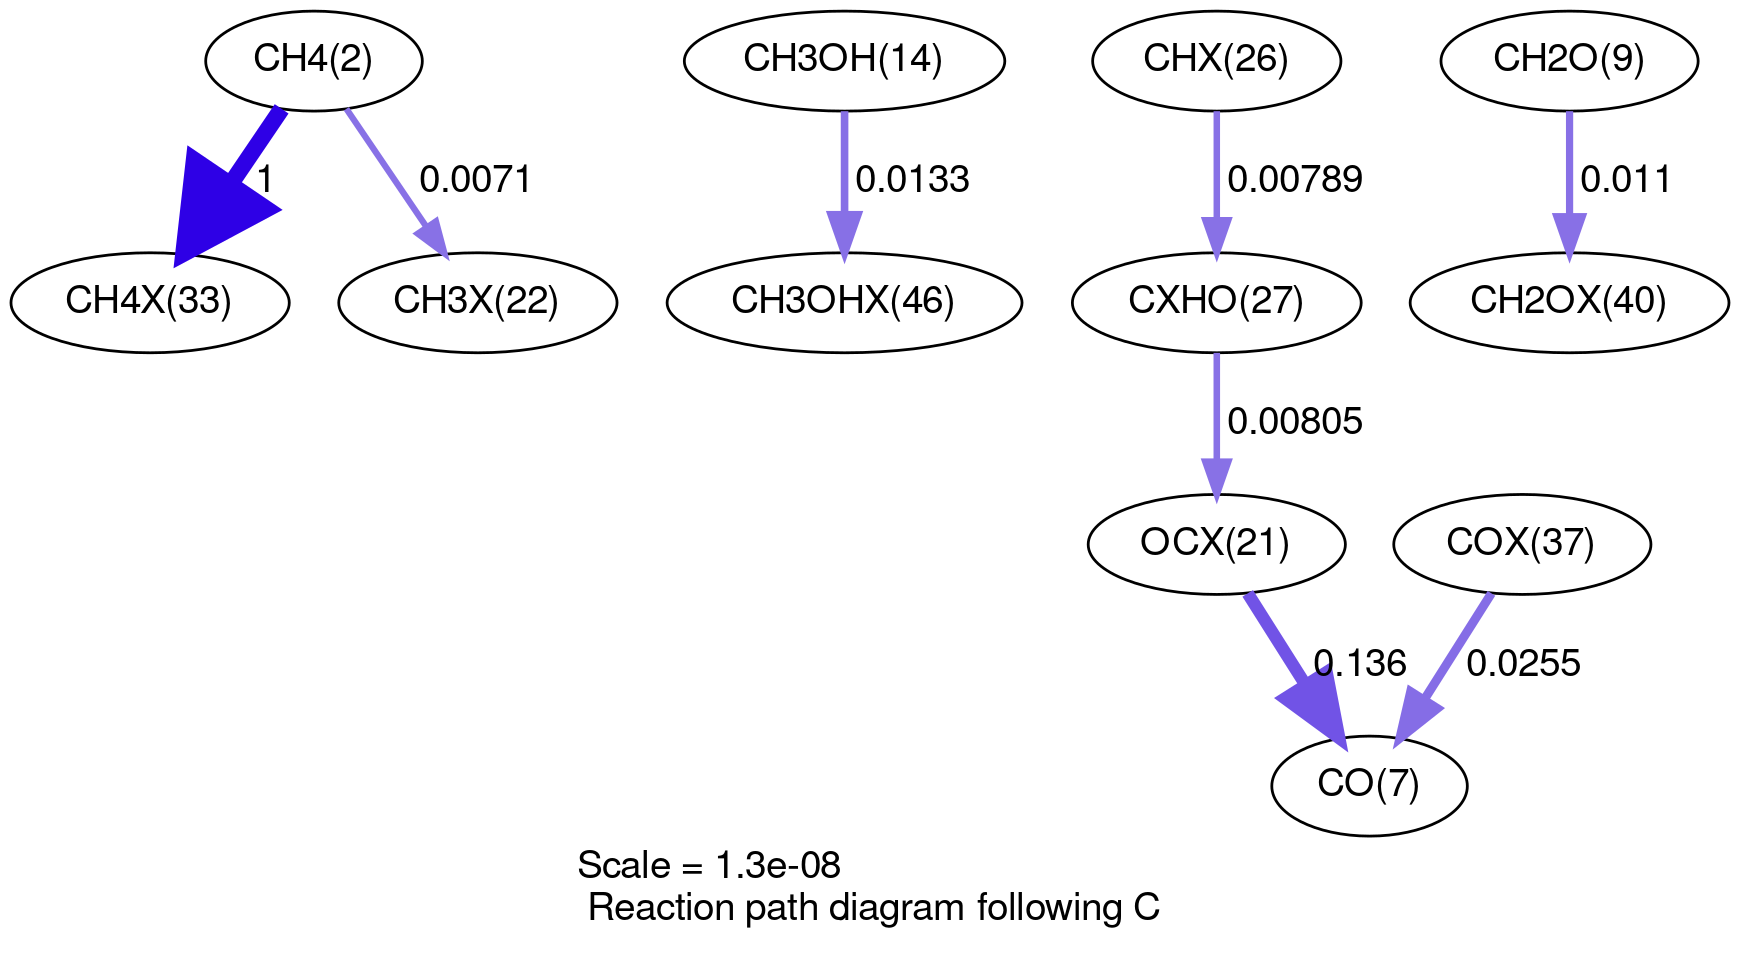 CH4(2)
CH3OH(14)
CHX(26)
CH2O(9)
1
0.0071
0.0133
0.00789
0.011
CH4X(33)
CH3X(22)
CH3OHX(46)
CXHO(27)
CH2OX(40)
0.00805
OCX(21)
COX(37)
0.136
0.0255
CO(7)
Scale = 1.3e-08
Reaction path diagram following C